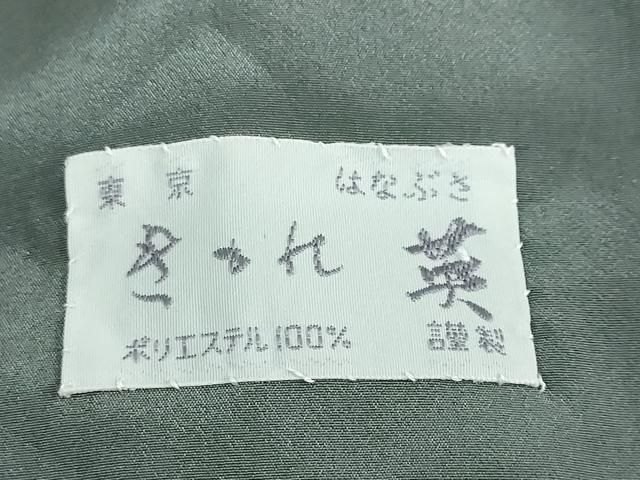 東京 はなぶさ
きもの 英
ポリエステル100% 謹製